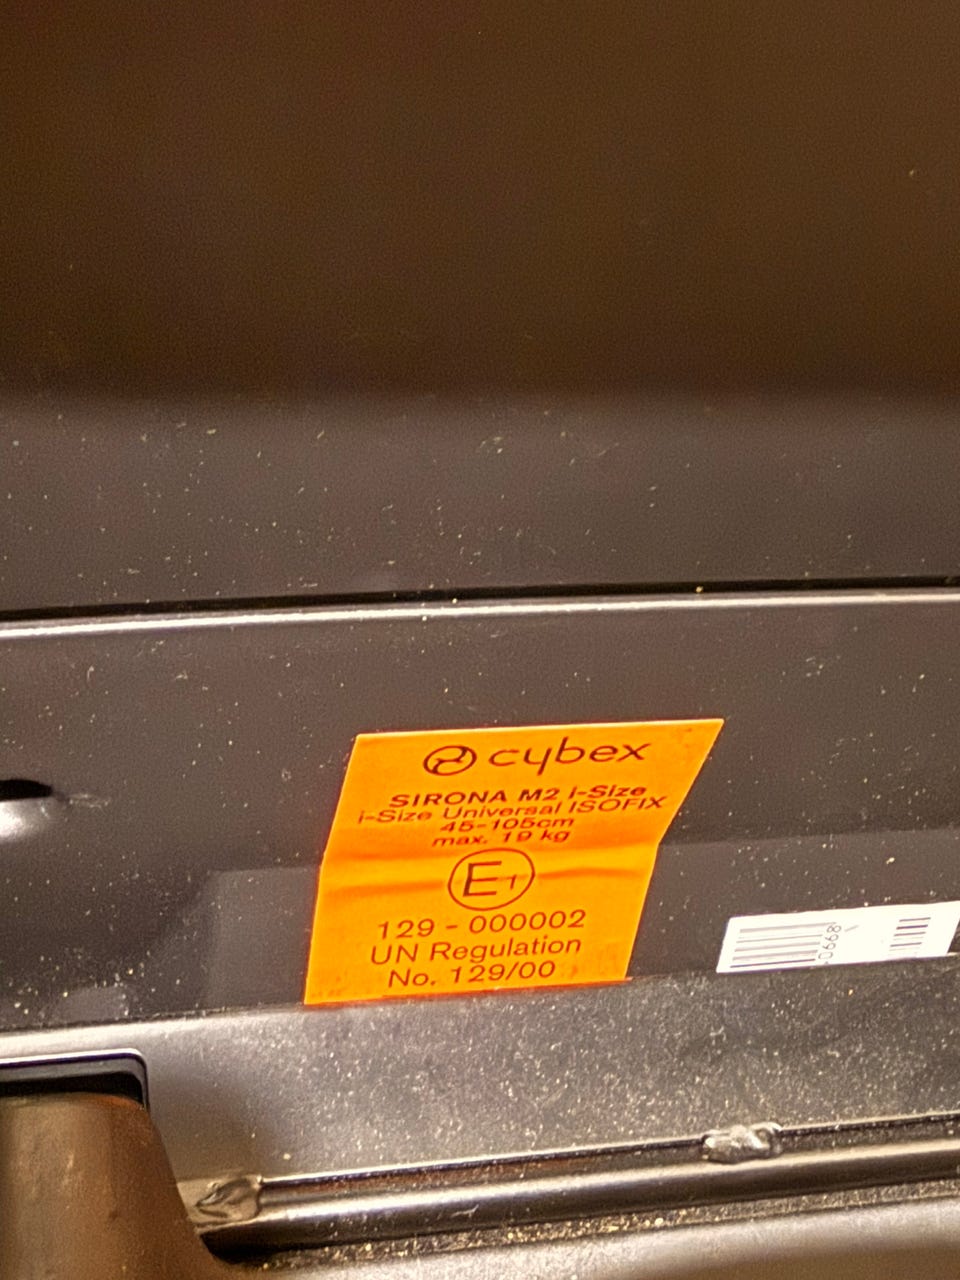 cybex
SIRONA M2 i-Size
i-Size Universal ISOFIX
45-105cm
max. 19 kg
E1
129 - 000002
UN Regulation
No. 129/00
0668